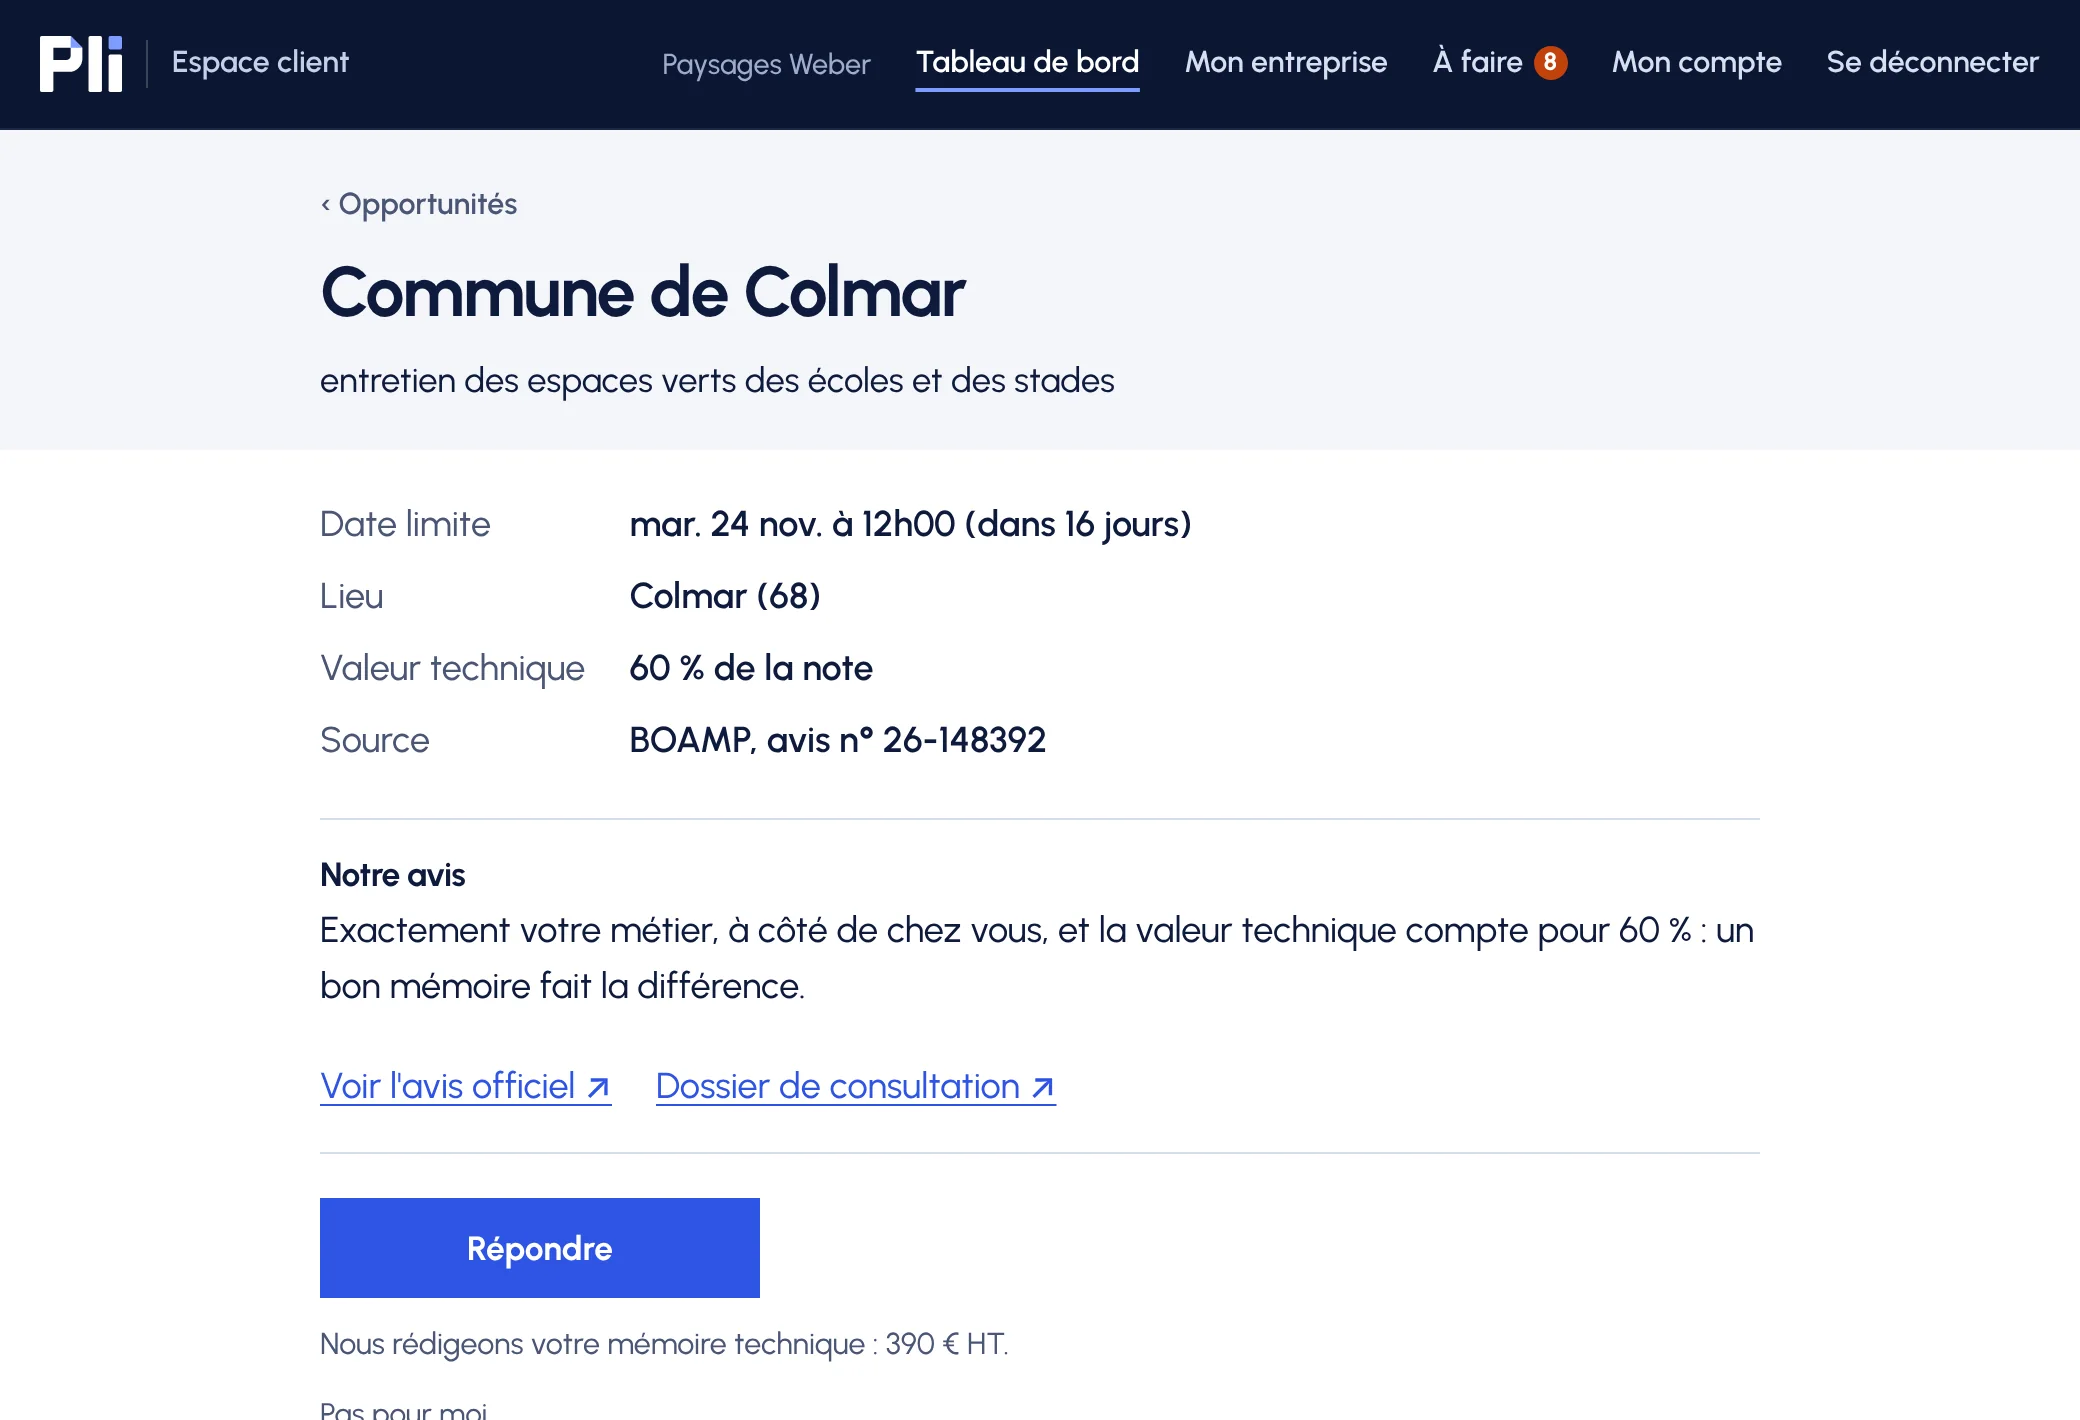 Pli
Espace client
Paysages Weber
Tableau de bord
Mon entreprise
À faire 8
Mon compte
Se déconnecter
‹ Opportunités
Commune de Colmar
entretien des espaces verts des écoles et des stades
Date limite mar. 24 nov. à 12h00 (dans 16 jours)
Lieu Colmar (68)
Valeur technique 60 % de la note
Source BOAMP, avis n° 26-148392
Notre avis
Exactement votre métier, à côté de chez vous, et la valeur technique compte pour 60 % : un
bon mémoire fait la différence.
Voir l'avis officiel ↗ Dossier de consultation ↗
Répondre
Nous rédigeons votre mémoire technique : 390 € HT.
Pas pour moi